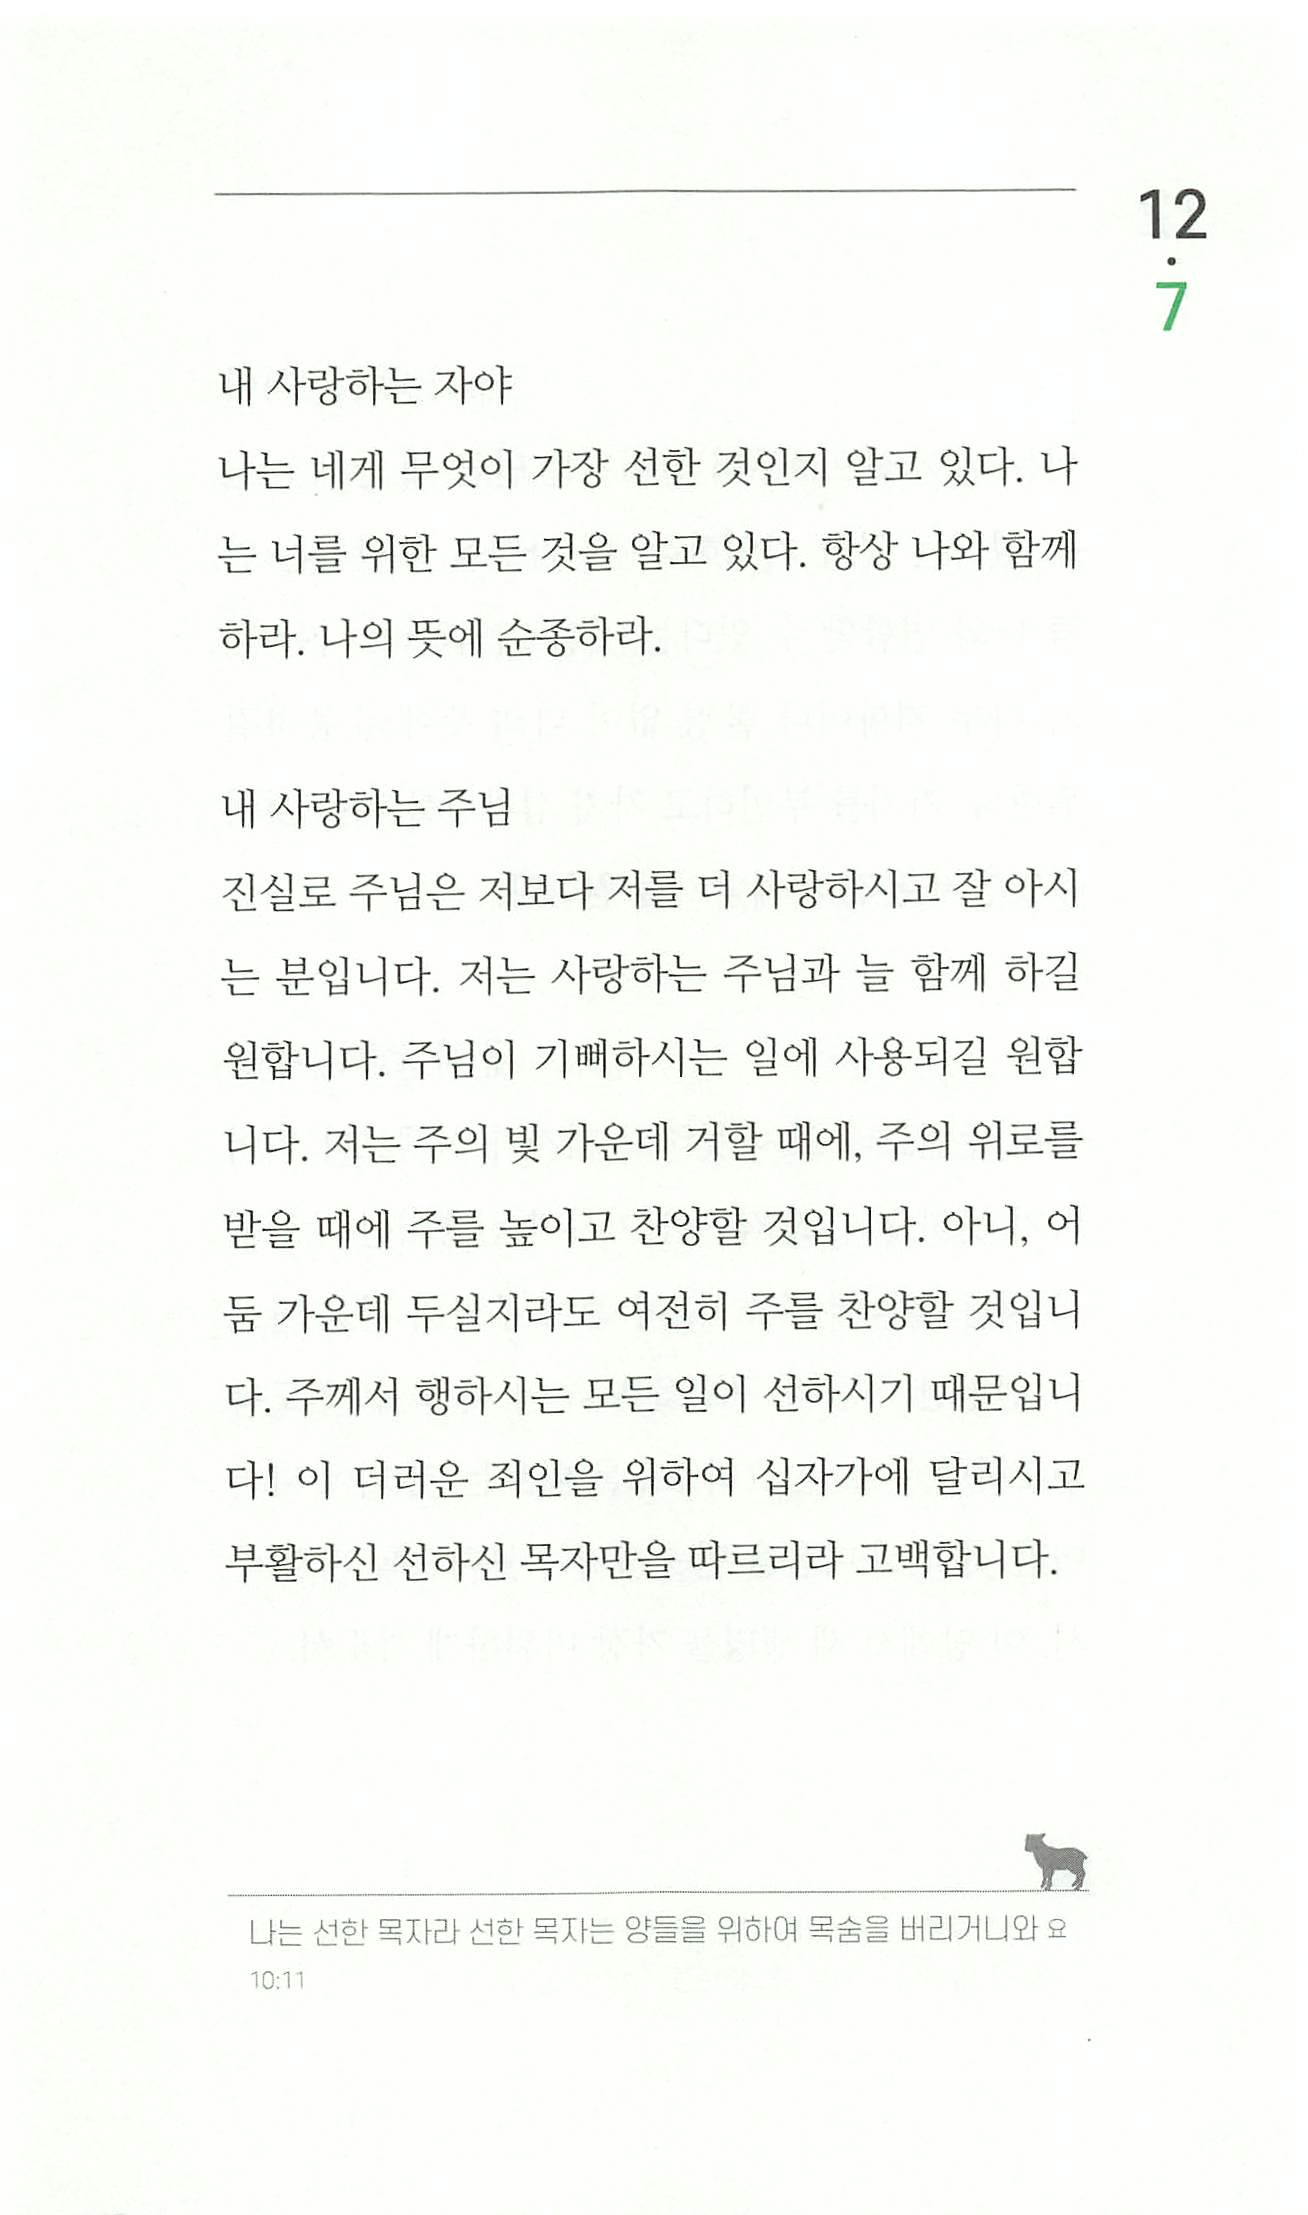 12
·
7
내 사랑하는 자야
나는 네게 무엇이 가장 선한 것인지 알고 있다. 나
는 너를 위한 모든 것을 알고 있다. 항상 나와 함께
하라. 나의 뜻에 순종하라.
내 사랑하는 주님
진실로 주님은 저보다 저를 더 사랑하시고 잘 아시
는 분입니다. 저는 사랑하는 주님과 늘 함께 하길
원합니다. 주님이 기뻐하시는 일에 사용되길 원합
니다. 저는 주의 빛 가운데 거할 때에, 주의 위로를
받을 때에 주를 높이고 찬양할 것입니다. 아니, 어
둠 가운데 두실지라도 여전히 주를 찬양할 것입니
다. 주께서 행하시는 모든 일이 선하시기 때문입니
다! 이 더러운 죄인을 위하여 십자가에 달리시고
부활하신 선하신 목자만을 따르리라 고백합니다.
나는 선한 목자라 선한 목자는 양들을 위하여 목숨을 버리거니와 요
10:11